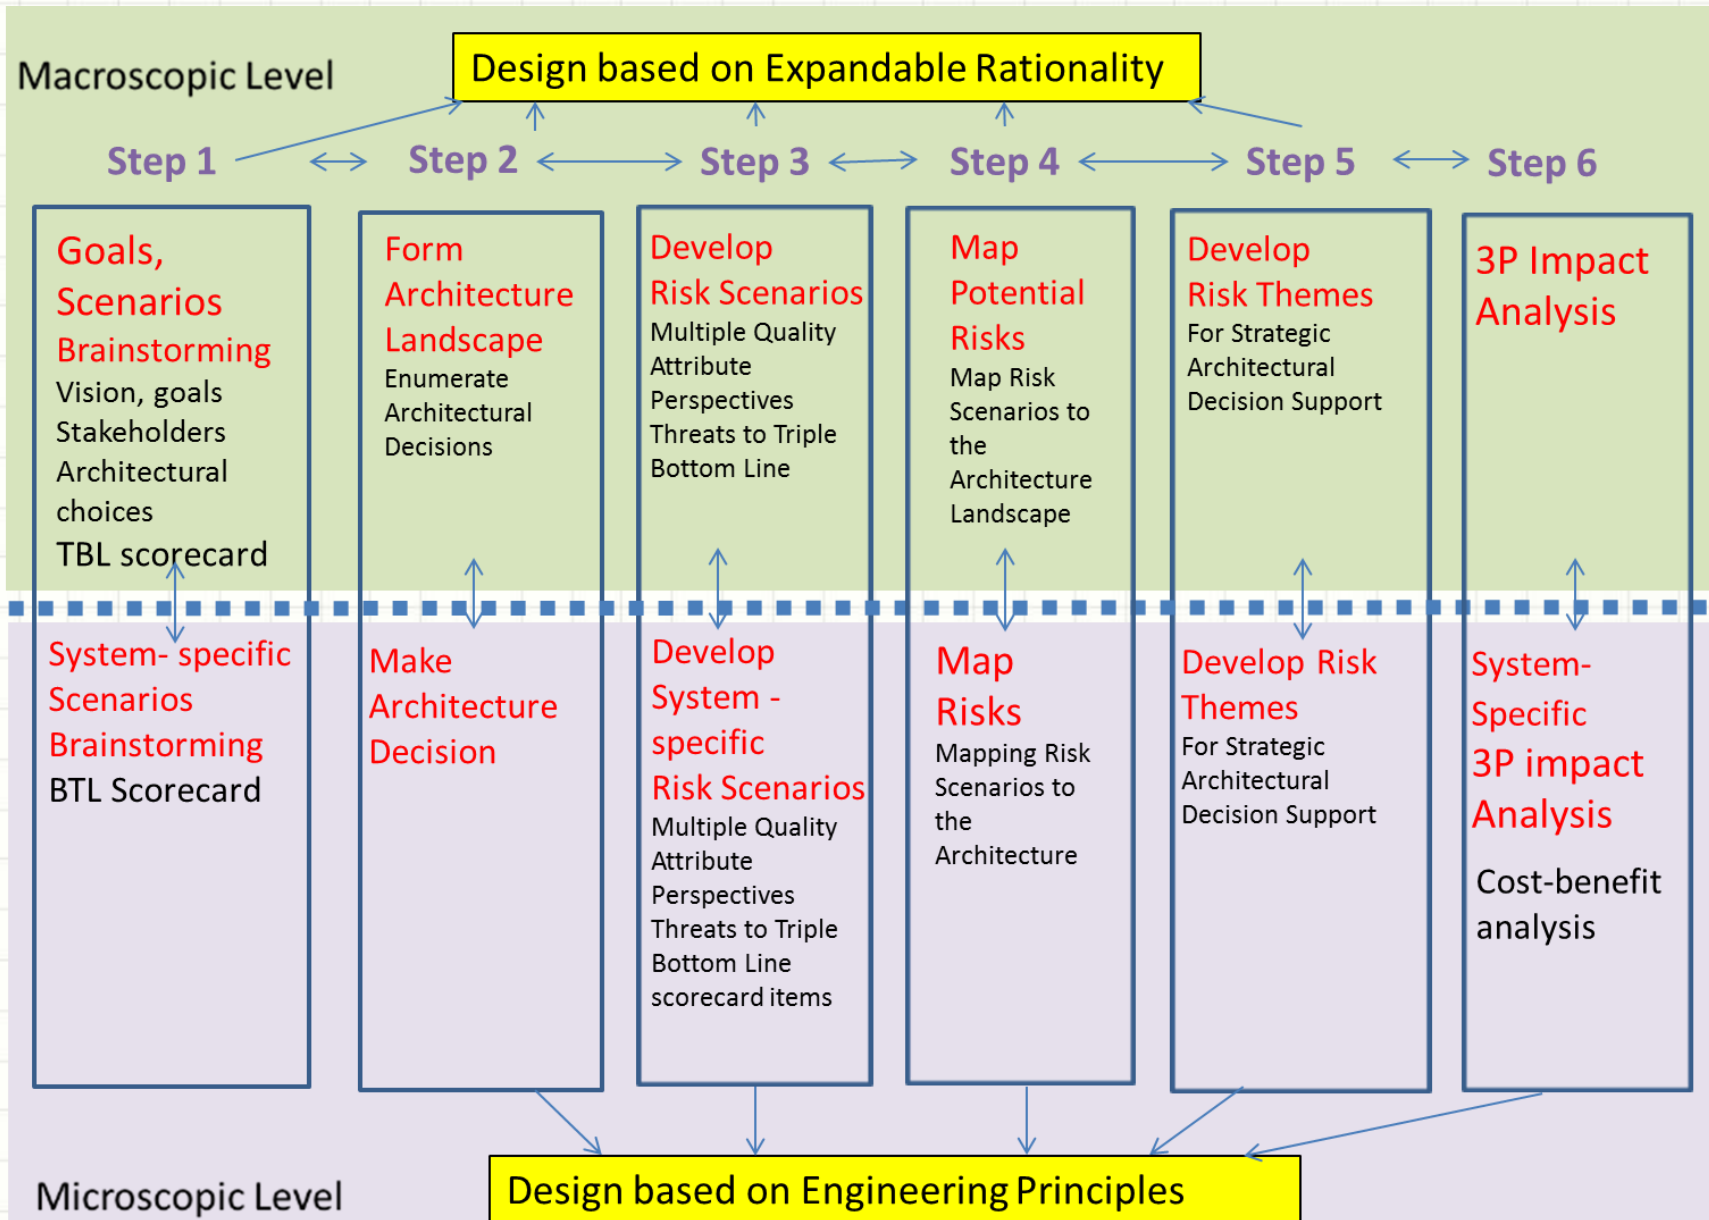 Macroscopic Level
Design based on Expandable Rationality
Step 1
Step 2
Step 3
Step 4
Step 5
Step 6
Goals,
Scenarios
Brainstorming
Vision, goals
Stakeholders
Architectural
choices
TBL scorecard
Form
Architecture
Landscape
Enumerate
Architectural
Decisions
Develop
Risk Scenarios
Multiple Quality
Attribute
Perspectives
Threats to Triple
Bottom Line
Map
Potential
Risks
Map Risk
Scenarios to
the
Architecture
Landscape
Develop
Risk Themes
For Strategic
Architectural
Decision Support
3P Impact
Analysis
System- specific
Scenarios
Brainstorming
BTL Scorecard
Make
Architecture
Decision
Develop
System -
specific
Risk Scenarios
Multiple Quality
Attribute
Perspectives
Threats to Triple
Bottom Line
scorecard items
Map
Risks
Mapping Risk
Scenarios to
the
Architecture
Develop Risk
Themes
For Strategic
Architectural
Decision Support
System-
Specific
3P impact
Analysis
Cost-benefit
analysis
Microscopic Level
Design based on Engineering Principles